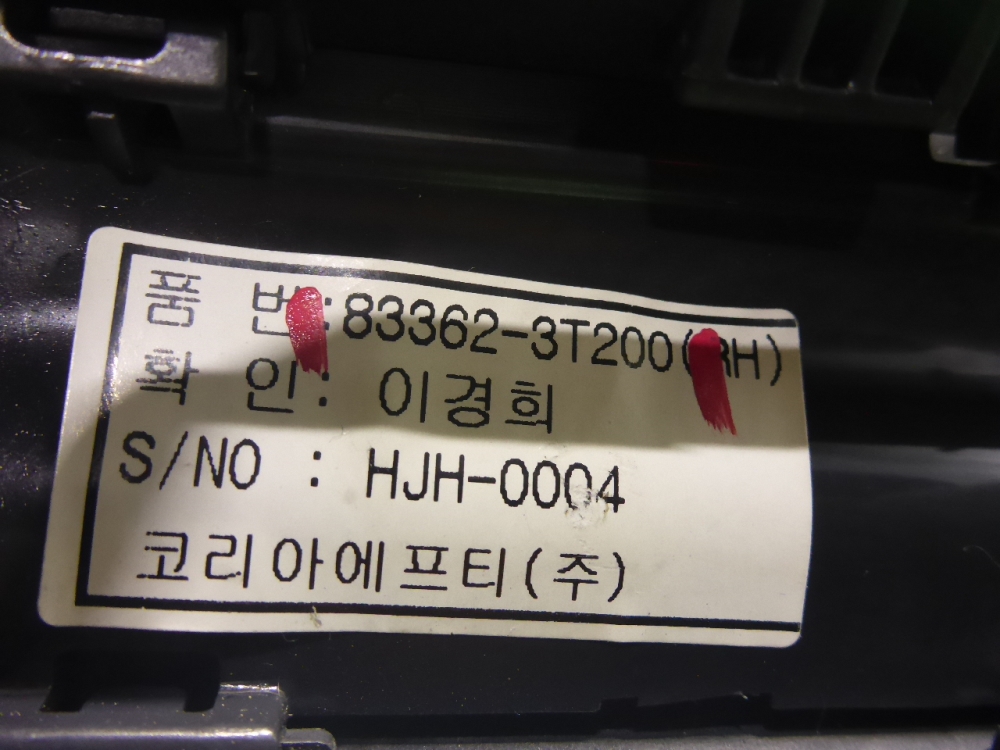 품 번:83362-3T200(RH)
확 인: 이경희
S/NO : HJH-0004
코리아에프티(주)